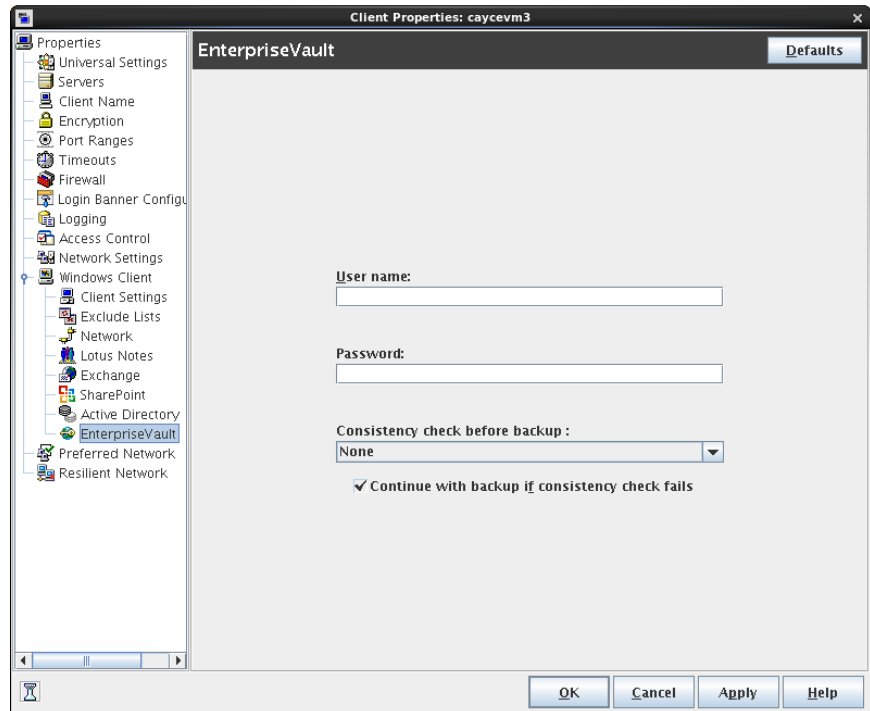 Client Properties: caycevm3
Properties
Universal Settings
Servers
Client Name
Encryption
Port Ranges
Timeouts
Firewall
Login Banner Configu
Logging
Access Control
Network Settings
Windows Client
Client Settings
Exclude Lists
Network
Lotus Notes
Exchange
SharePoint
Active Directory
EnterpriseVault
Preferred Network
Resilient Network
EnterpriseVault
Defaults
User name:
Password:
Consistency check before backup :
None
Continue with backup if consistency check fails
OK
Cancel
Apply
Help